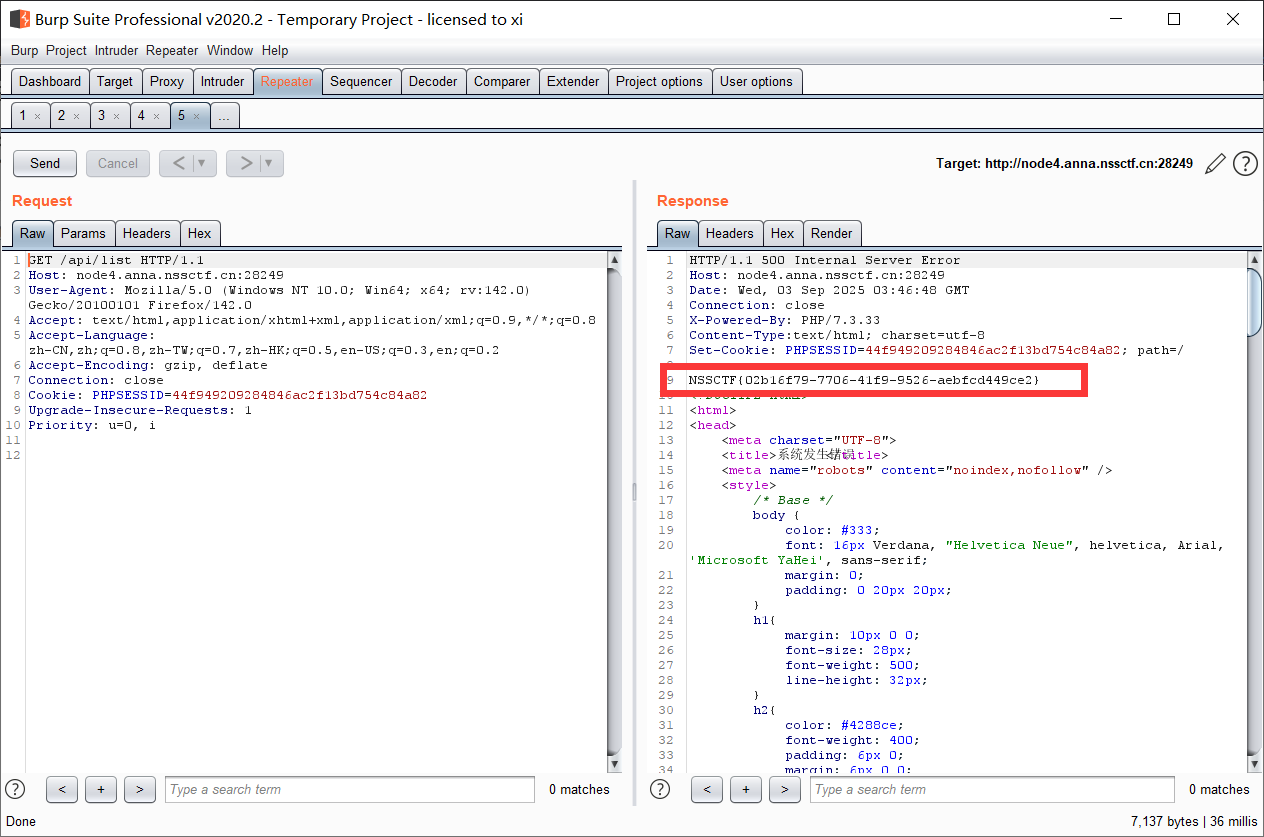 Burp Suite Professional v2020.2 - Temporary Project - licensed to xi
Burp Project Intruder Repeater Window Help
Dashboard Target Proxy Intruder Repeater Sequencer Decoder Comparer Extender Project options User options
1 × 2 × 3 × 4 × 5 × ...
Send Cancel < ▼ > ▼ Target: http://node4.anna.nssctf.cn:28249
Request
Raw Params Headers Hex
1 GET /api/list HTTP/1.1
2 Host: node4.anna.nssctf.cn:28249
3 User-Agent: Mozilla/5.0 (Windows NT 10.0; Win64; x64; rv:142.0)
Gecko/20100101 Firefox/142.0
4 Accept: text/html,application/xhtml+xml,application/xml;q=0.9,*/*;q=0.8
5 Accept-Language:
zh-CN,zh;q=0.8,zh-TW;q=0.7,zh-HK;q=0.5,en-US;q=0.3,en;q=0.2
6 Accept-Encoding: gzip, deflate
7 Connection: close
8 Cookie: PHPSESSID=44f949209284846ac2f13bd754c84a82
9 Upgrade-Insecure-Requests: 1
10 Priority: u=0, i
11
12
< + > Type a search term 0 matches
Response
Raw Headers Hex Render
1 HTTP/1.1 500 Internal Server Error
2 Host: node4.anna.nssctf.cn:28249
3 Date: Wed, 03 Sep 2025 03:46:48 GMT
4 Connection: close
5 X-Powered-By: PHP/7.3.33
6 Content-Type:text/html; charset=utf-8
7 Set-Cookie: PHPSESSID=44f949209284846ac2f13bd754c84a82; path=/
9 NSSCTF{02b16f79-7706-41f9-9526-aebfcd449ce2}
11 <html>
12 <head>
13 <meta charset="UTF-8">
14 <title>系统发生错误</title>
15 <meta name="robots" content="noindex,nofollow" />
16 <style>
17 /* Base */
18 body {
19 color: #333;
20 font: 16px Verdana, "Helvetica Neue", helvetica, Arial,
'Microsoft YaHei', sans-serif;
21 margin: 0;
22 padding: 0 20px 20px;
23 }
24 h1{
25 margin: 10px 0 0;
26 font-size: 28px;
27 font-weight: 500;
28 line-height: 32px;
29 }
30 h2{
31 color: #4288ce;
32 font-weight: 400;
33 padding: 6px 0;
34 margin: 6px 0 0;
< + > Type a search term 0 matches
Done 7,137 bytes | 36 millis